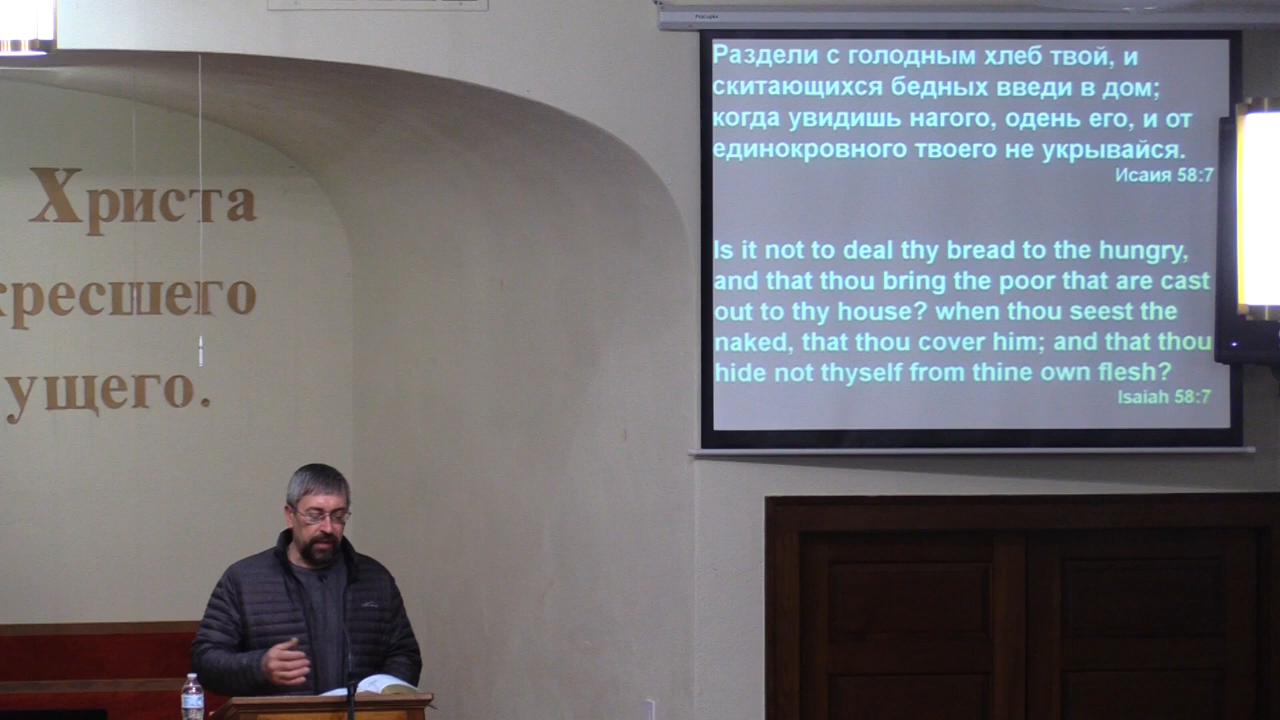 Христа
кресшего
ущего.
Раздели с голодным хлеб твой, и
скитающихся бедных введи в дом;
когда увидишь нагого, одень его, и от
единокровного твоего не укрывайся.
Исаия 58:7
Is it not to deal thy bread to the hungry,
and that thou bring the poor that are cast
out to thy house? when thou seest the
naked, that thou cover him; and that thou
hide not thyself from thine own flesh?
Isaiah 58:7